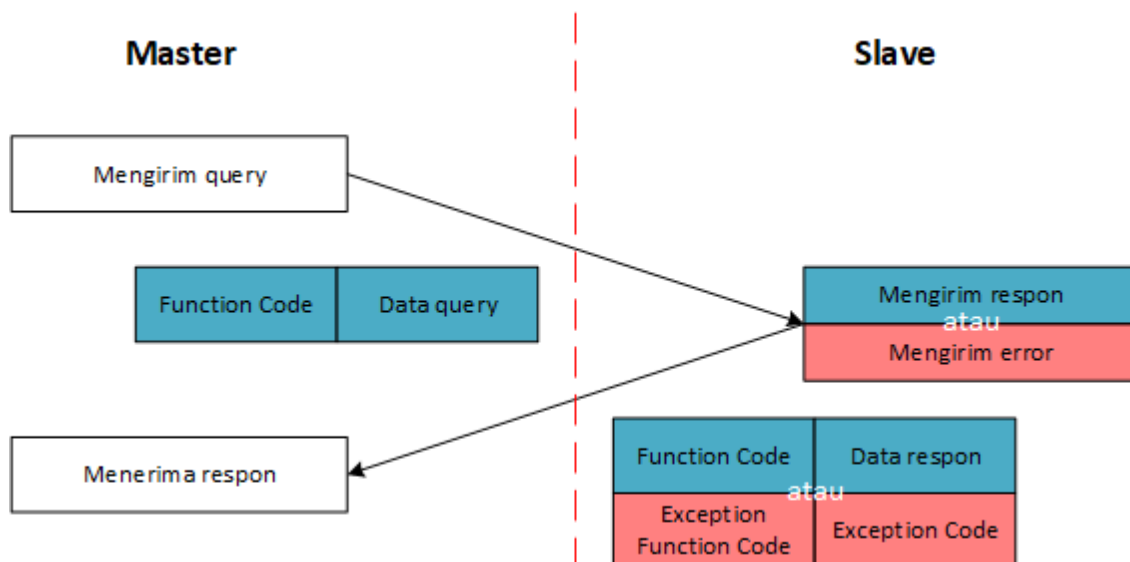 Master
Slave
Mengirim query
Function Code
Data query
Mengirim respon
atau
Mengirim error
Menerima respon
Function Code
Data respon
atau
Exception
Function Code
Exception Code